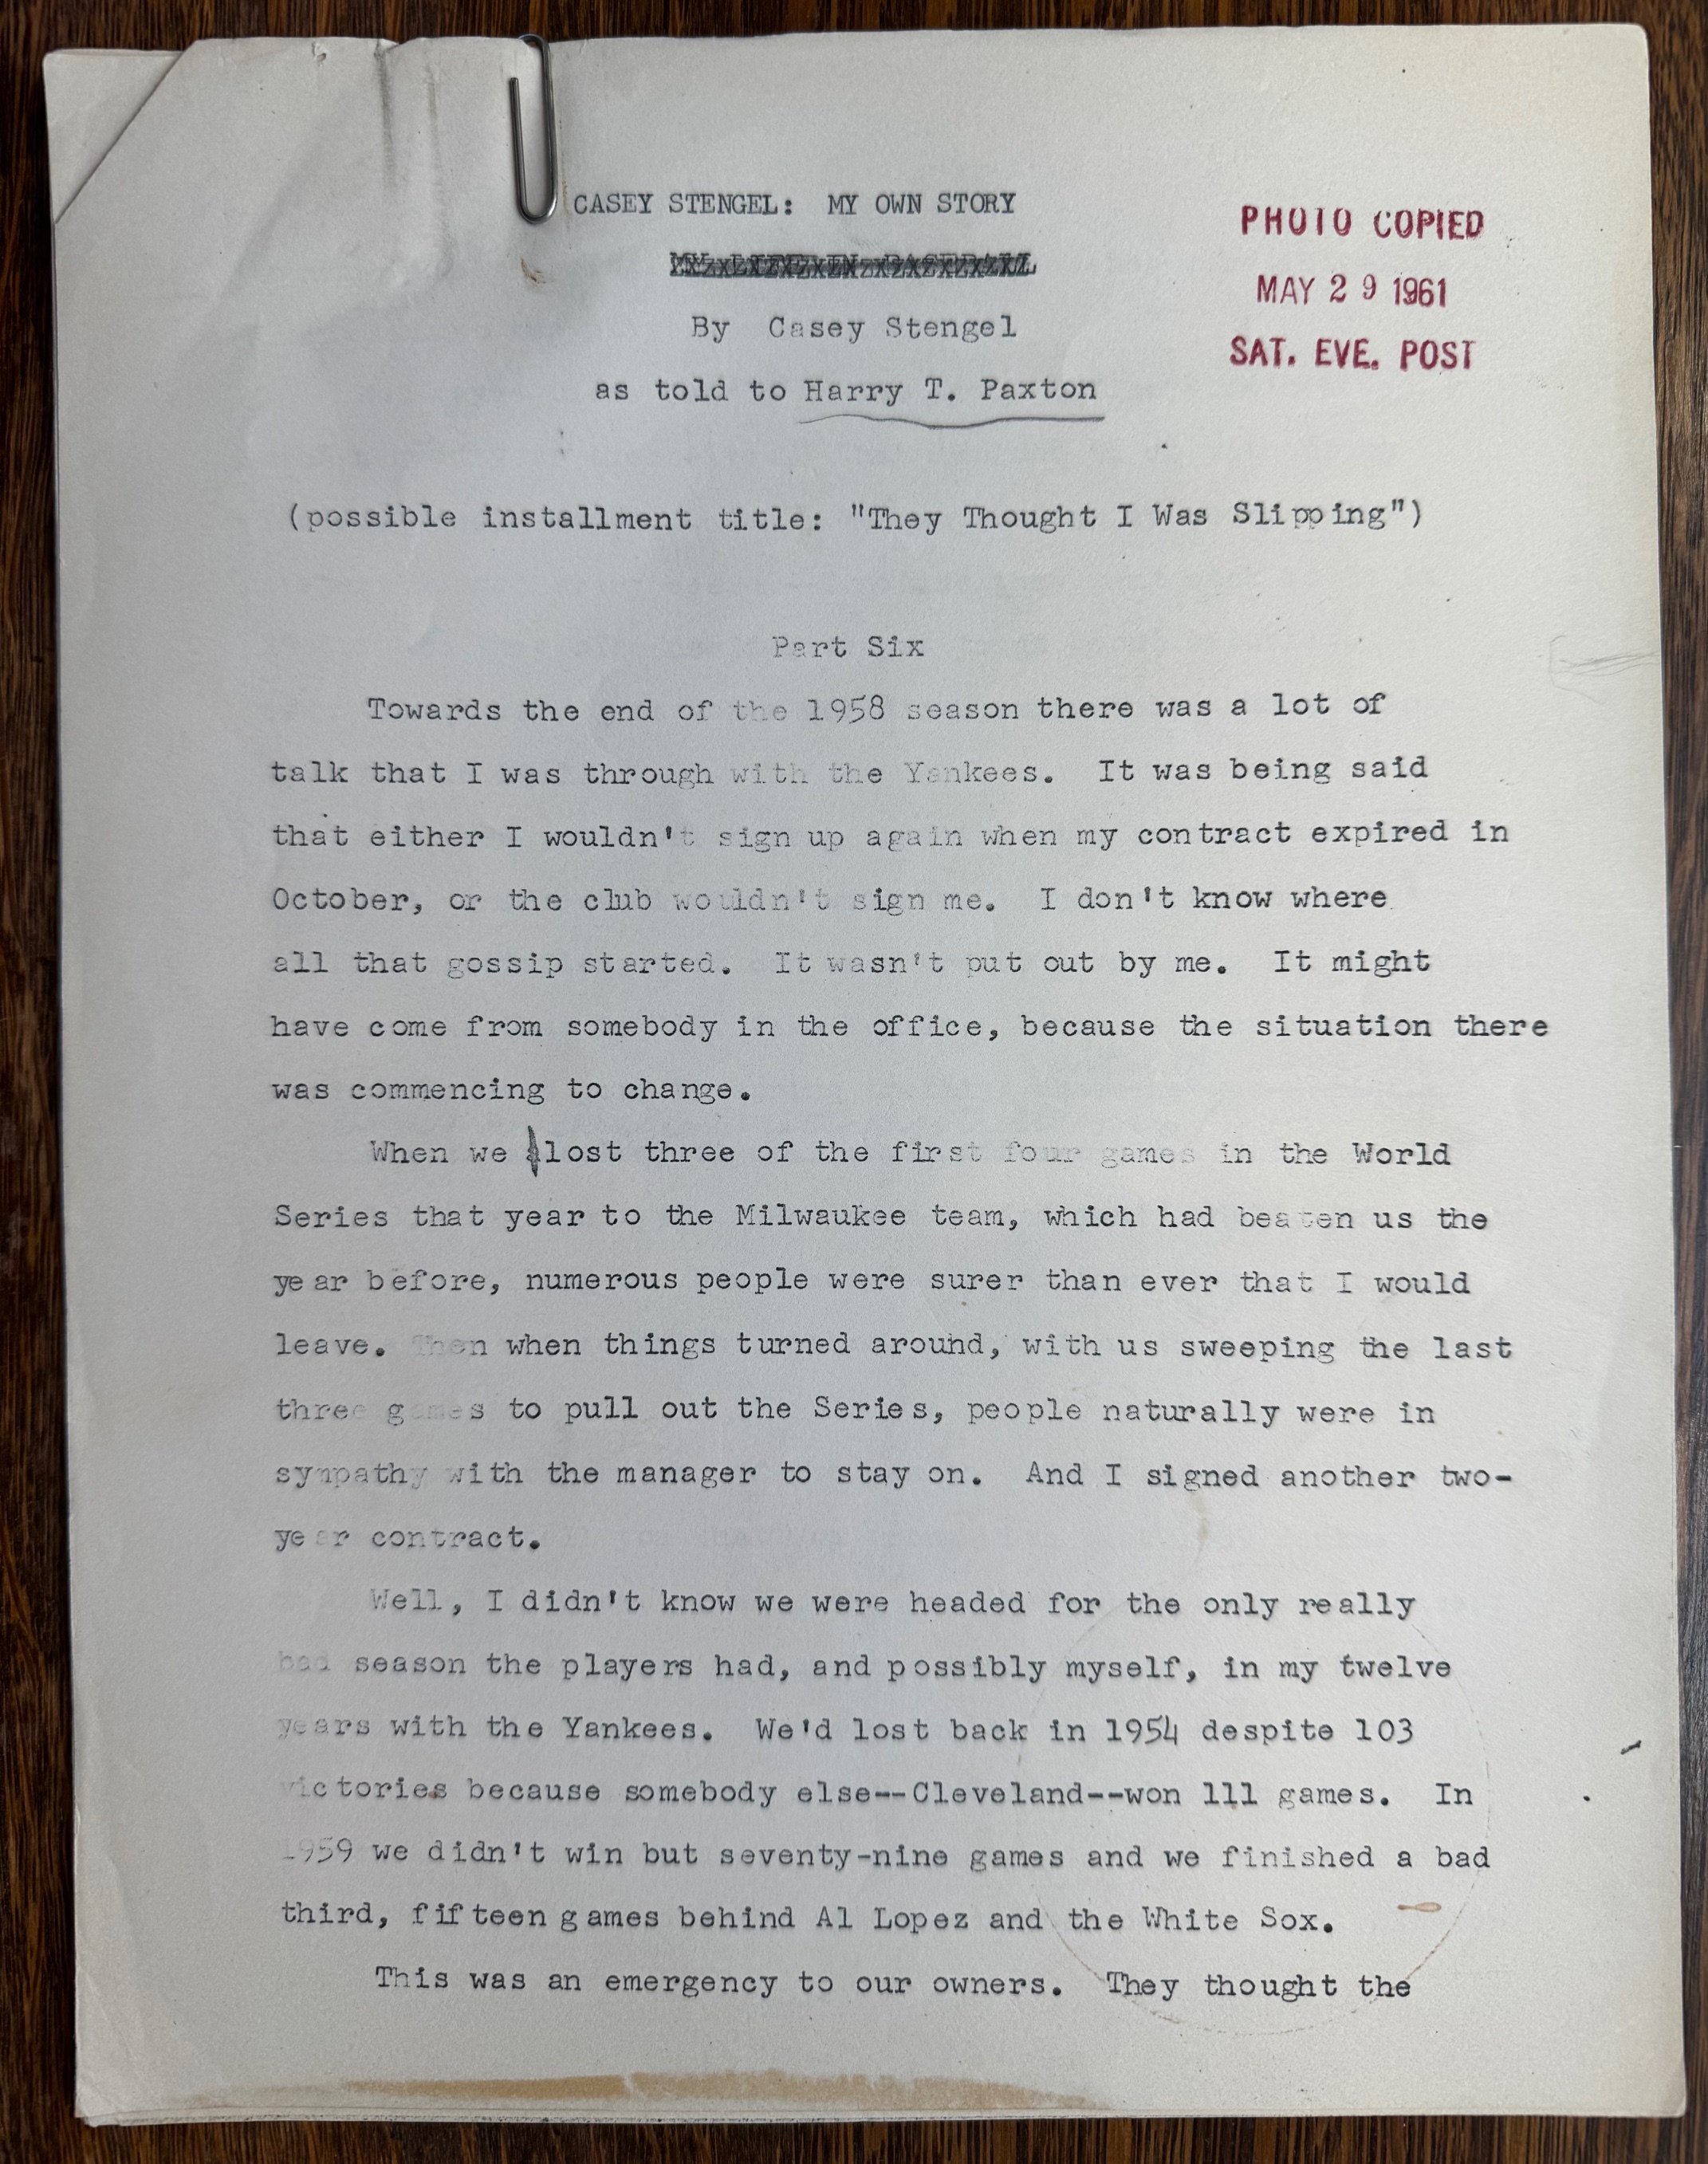 CASEY STENGEL: MY OWN STORY
PHOTO COPIED
MAY 29 1961
SAT. EVE. POST
By Casey Stengel
as told to Harry T. Paxton
(possible installment title: "They Thought I Was Slipping")
Part Six
Towards the end of the 1958 season there was a lot of
talk that I was through with the Yankees. It was being said
that either I wouldn't sign up again when my contract expired in
October, or the club wouldn't sign me. I don't know where
all that gossip started. It wasn't put out by me. It might
have come from somebody in the office, because the situation there
was commencing to change.
When we lost three of the first four games in the World
Series that year to the Milwaukee team, which had beaten us the
year before, numerous people were surer than ever that I would
leave. Then when things turned around, with us sweeping the last
three games to pull out the Series, people naturally were in
sympathy with the manager to stay on. And I signed another two-
year contract.
Well, I didn't know we were headed for the only really
bad season the players had, and possibly myself, in my twelve
years with the Yankees. We'd lost back in 1954 despite 103
victories because somebody else--Cleveland--won 111 games. In
1959 we didn't win but seventy-nine games and we finished a bad
third, fifteen games behind Al Lopez and the White Sox.
This was an emergency to our owners. They thought the